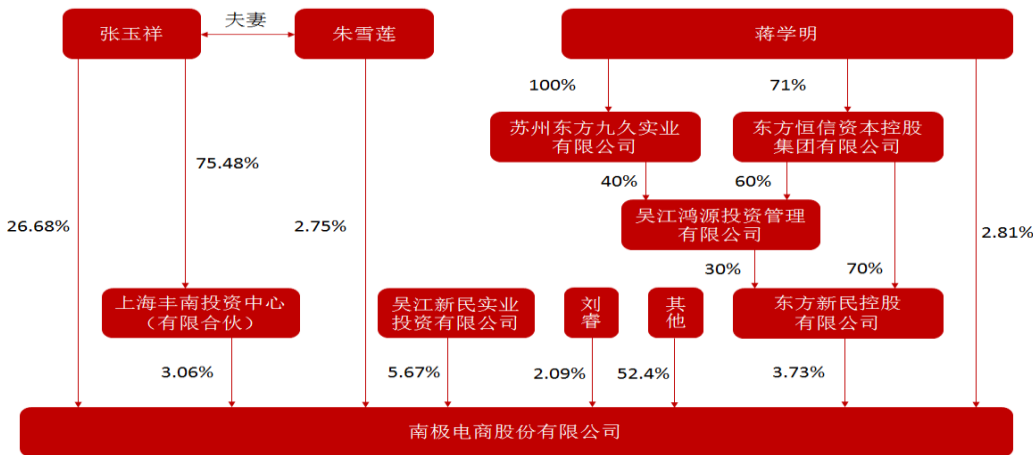 张玉祥
夫妻
朱雪莲
蒋学明
100%
71%
苏州东方九久实业
有限公司
东方恒信资本控股
集团有限公司
75.48%
40%
60%
26.68%
2.75%
吴江鸿源投资管理
有限公司
2.81%
30%
70%
上海丰南投资中心
（有限合伙）
吴江新民实业
投资有限公司
刘
睿
其
他
东方新民控股
有限公司
3.06%
5.67%
2.09%
52.4%
3.73%
南极电商股份有限公司